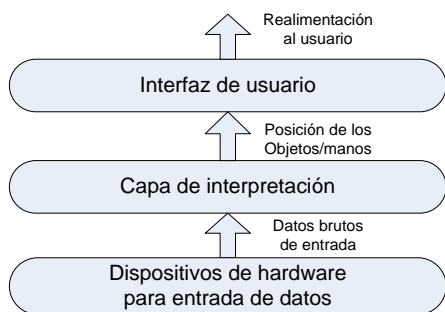 Realimentación
al usuario
Interfaz de usuario
Posición de los
Objetos/manos
Capa de interpretación
Datos brutos
de entrada
Dispositivos de hardware
para entrada de datos